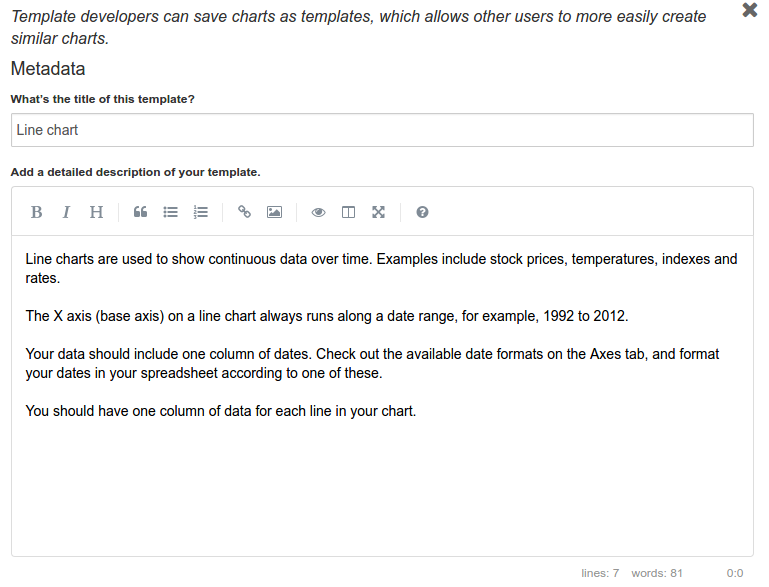 Template developers can save charts as templates, which allows other users to more easily create
similar charts.
Metadata
What's the title of this template?
Line chart
Add a detailed description of your template.
B I H
Line charts are used to show continuous data over time. Examples include stock prices, temperatures, indexes and
rates.
The X axis (base axis) on a line chart always runs along a date range, for example, 1992 to 2012.
Your data should include one column of dates. Check out the available date formats on the Axes tab, and format
your dates in your spreadsheet according to one of these.
You should have one column of data for each line in your chart.
lines: 7 words: 81 0:0